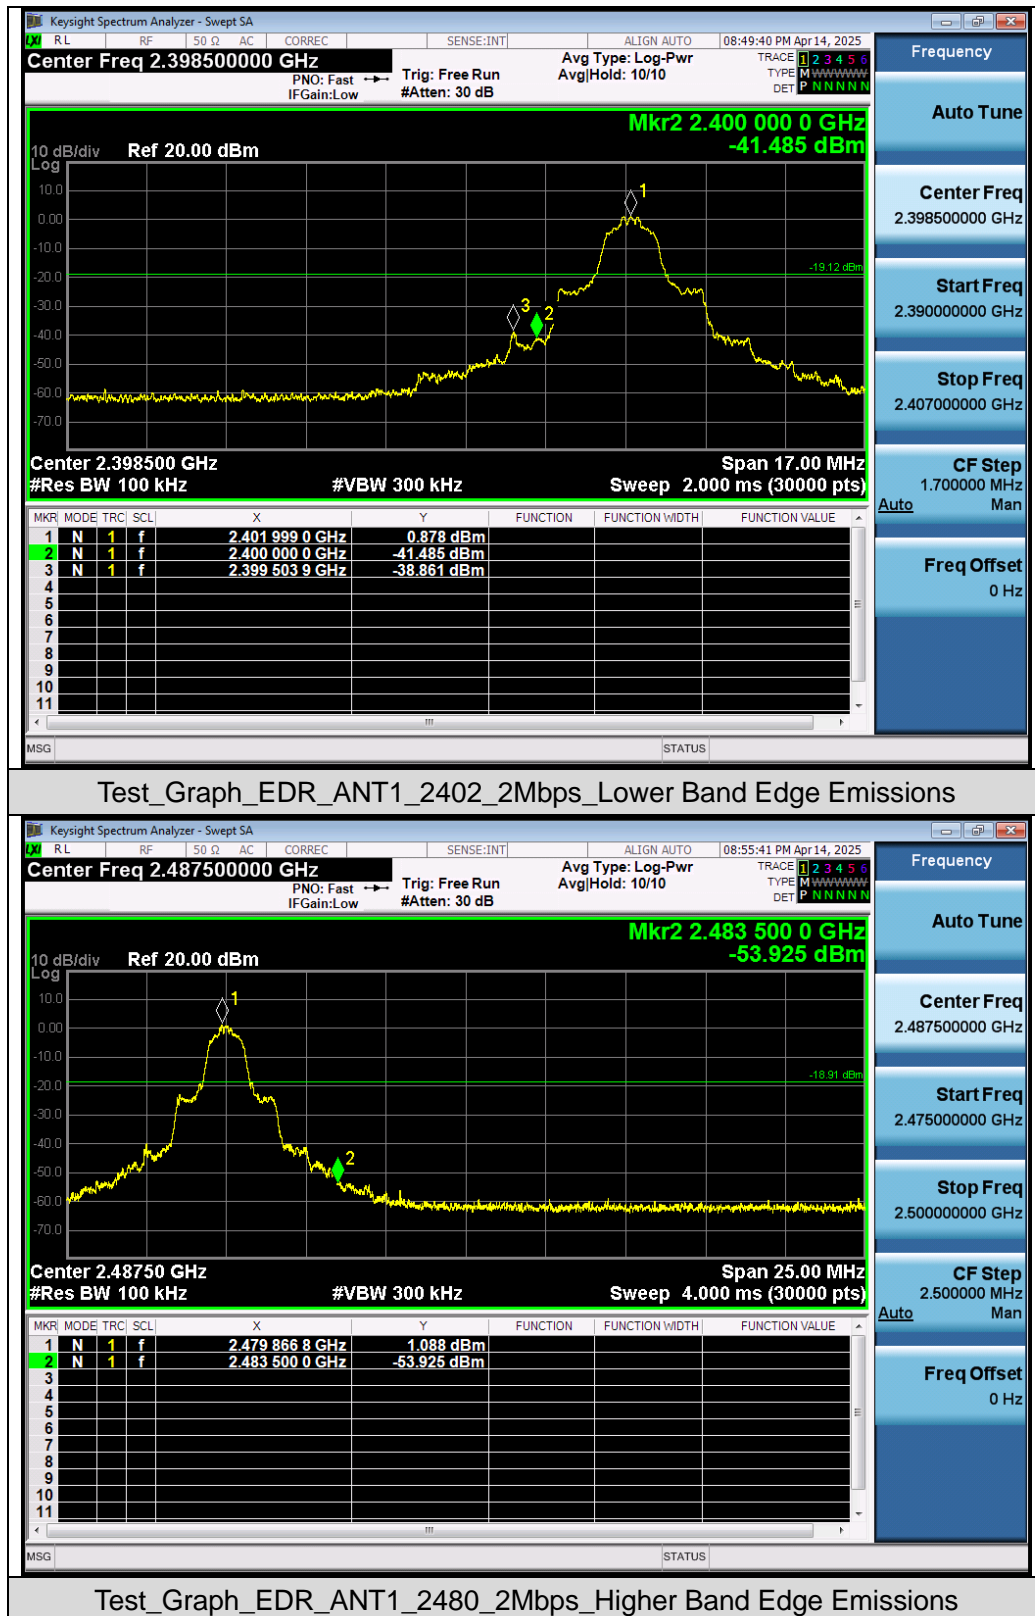 Keysight Spectrum Analyzer - Swept SA
LXI RL RF 50 Ω AC CORREC SENSE:INT ALIGN AUTO 08:49:40 PM Apr 14, 2025
Center Freq 2.398500000 GHz
PNO: Fast IFGain:Low
Trig: Free Run #Atten: 30 dB
Avg Type: Log-Pwr Avg|Hold: 10/10
TRACE 1 2 3 4 5 6
TYPE M W W W W W
DET P N N N N N
Mkr2 2.400 000 0 GHz
-41.485 dBm
10 dB/div Ref 20.00 dBm
Log
10.0
0.00
-10.0
-20.0
-30.0
-40.0
-50.0
-60.0
-70.0
1
-19.12 dBm
3
2
Center 2.398500 GHz Span 17.00 MHz
#Res BW 100 kHz #VBW 300 kHz Sweep 2.000 ms (30000 pts)
MKR MODE TRC SCL X Y FUNCTION FUNCTION WIDTH FUNCTION VALUE
1 N 1 f 2.401 999 0 GHz 0.878 dBm
2 N 1 f 2.400 000 0 GHz -41.485 dBm
3 N 1 f 2.399 503 9 GHz -38.861 dBm
4
5
6
7
8
9
10
11
MSG STATUS
Frequency
Auto Tune
Center Freq
2.398500000 GHz
Start Freq
2.390000000 GHz
Stop Freq
2.407000000 GHz
CF Step
1.700000 MHz
Auto Man
Freq Offset
0 Hz
Test_Graph_EDR_ANT1_2402_2Mbps_Lower Band Edge Emissions
Keysight Spectrum Analyzer - Swept SA
LXI RL RF 50 Ω AC CORREC SENSE:INT ALIGN AUTO 08:55:41 PM Apr 14, 2025
Center Freq 2.487500000 GHz
PNO: Fast IFGain:Low
Trig: Free Run #Atten: 30 dB
Avg Type: Log-Pwr Avg|Hold: 10/10
TRACE 1 2 3 4 5 6
TYPE M W W W W W
DET P N N N N N
Mkr2 2.483 500 0 GHz
-53.925 dBm
10 dB/div Ref 20.00 dBm
Log
10.0
0.00
-10.0
-20.0
-30.0
-40.0
-50.0
-60.0
-70.0
1
-18.91 dBm
2
Center 2.48750 GHz Span 25.00 MHz
#Res BW 100 kHz #VBW 300 kHz Sweep 4.000 ms (30000 pts)
MKR MODE TRC SCL X Y FUNCTION FUNCTION WIDTH FUNCTION VALUE
1 N 1 f 2.479 866 8 GHz 1.088 dBm
2 N 1 f 2.483 500 0 GHz -53.925 dBm
3
4
5
6
7
8
9
10
11
MSG STATUS
Frequency
Auto Tune
Center Freq
2.487500000 GHz
Start Freq
2.475000000 GHz
Stop Freq
2.500000000 GHz
CF Step
2.500000 MHz
Auto Man
Freq Offset
0 Hz
Test_Graph_EDR_ANT1_2480_2Mbps_Higher Band Edge Emissions